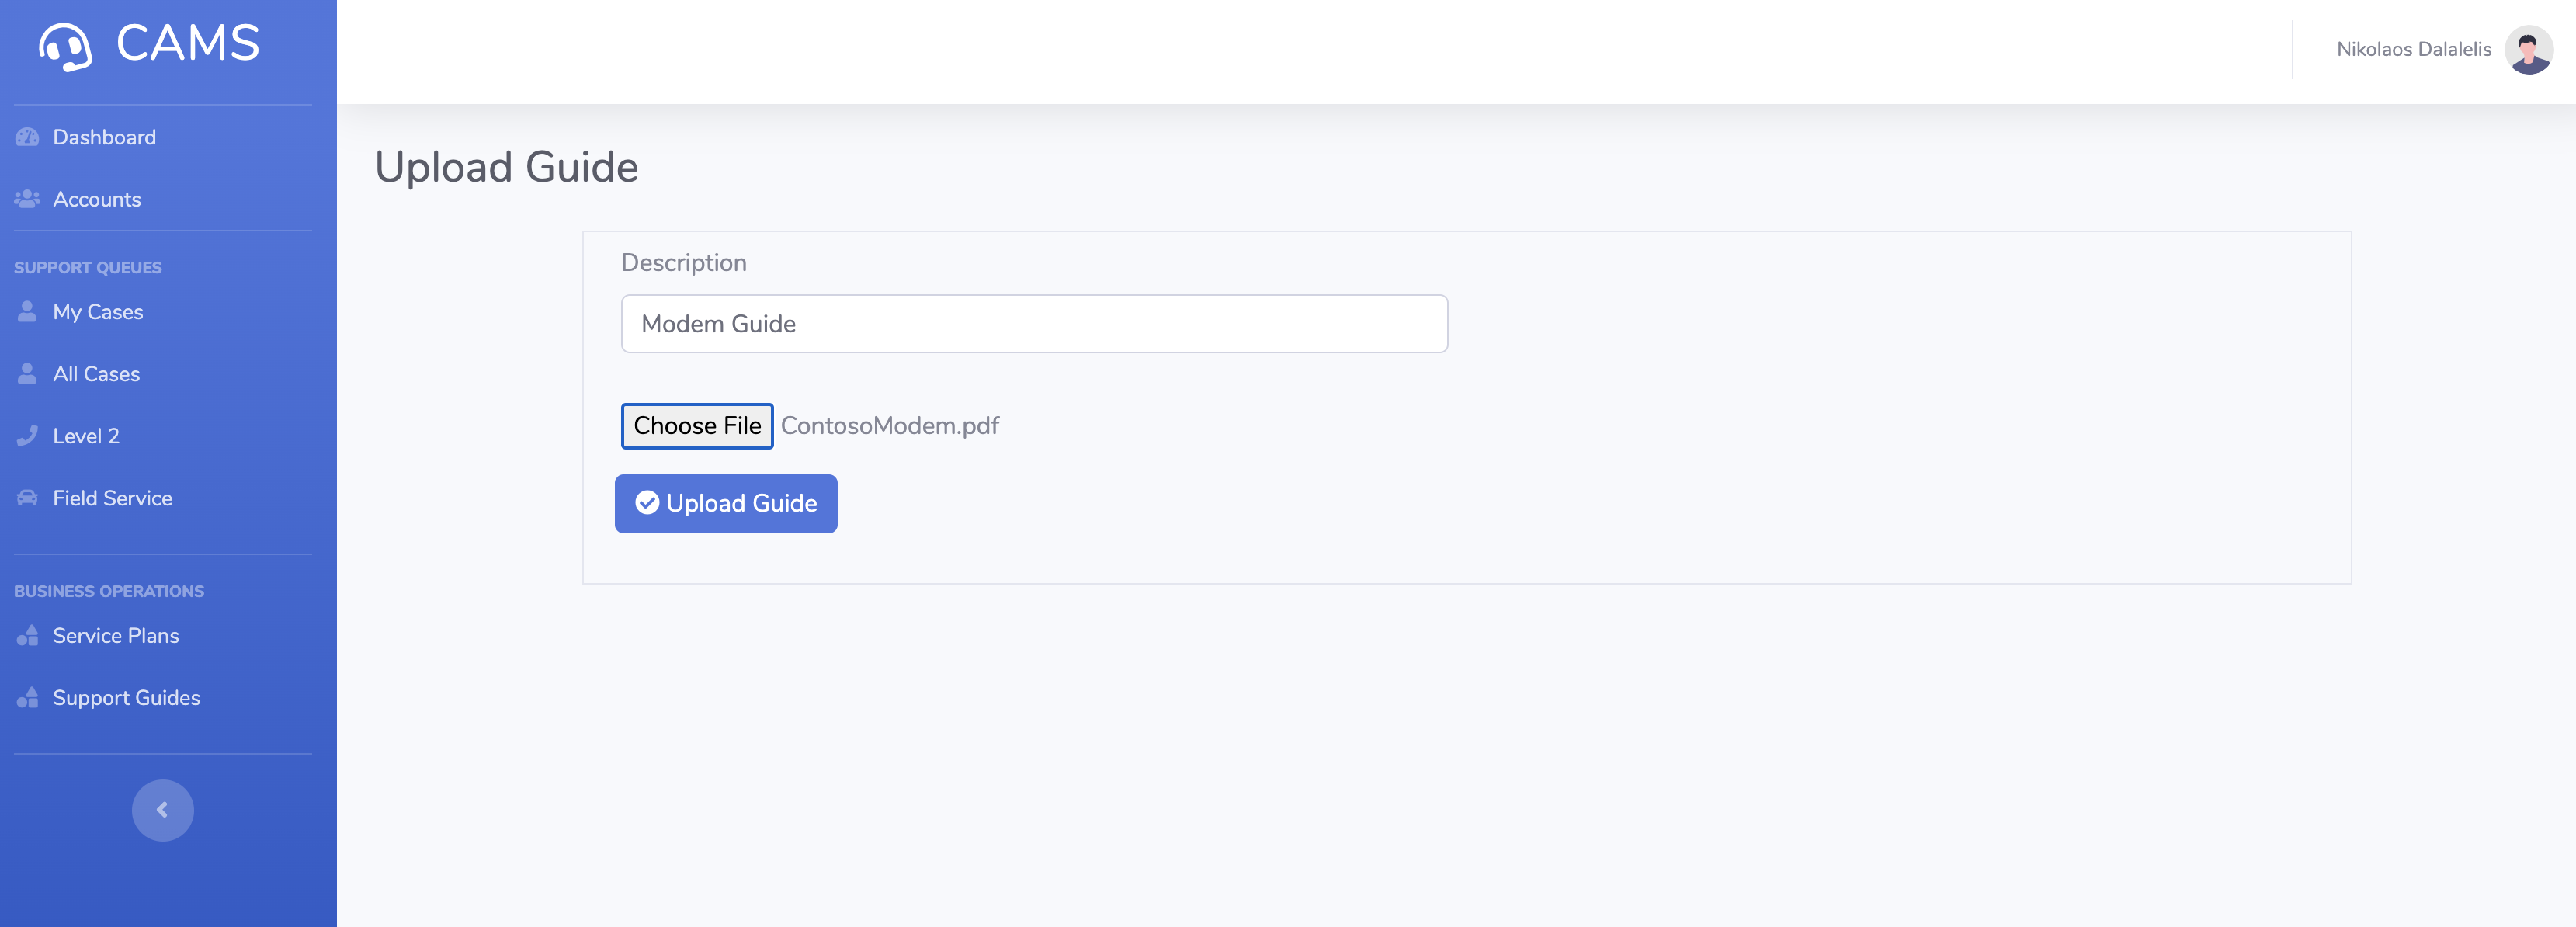 CAMS
Nikolaos Dalalelis
Dashboard
Accounts
SUPPORT QUEUES
My Cases
All Cases
Level 2
Field Service
BUSINESS OPERATIONS
Service Plans
Support Guides
Upload Guide
Description
Modem Guide
Choose File ContosoModem.pdf
Upload Guide